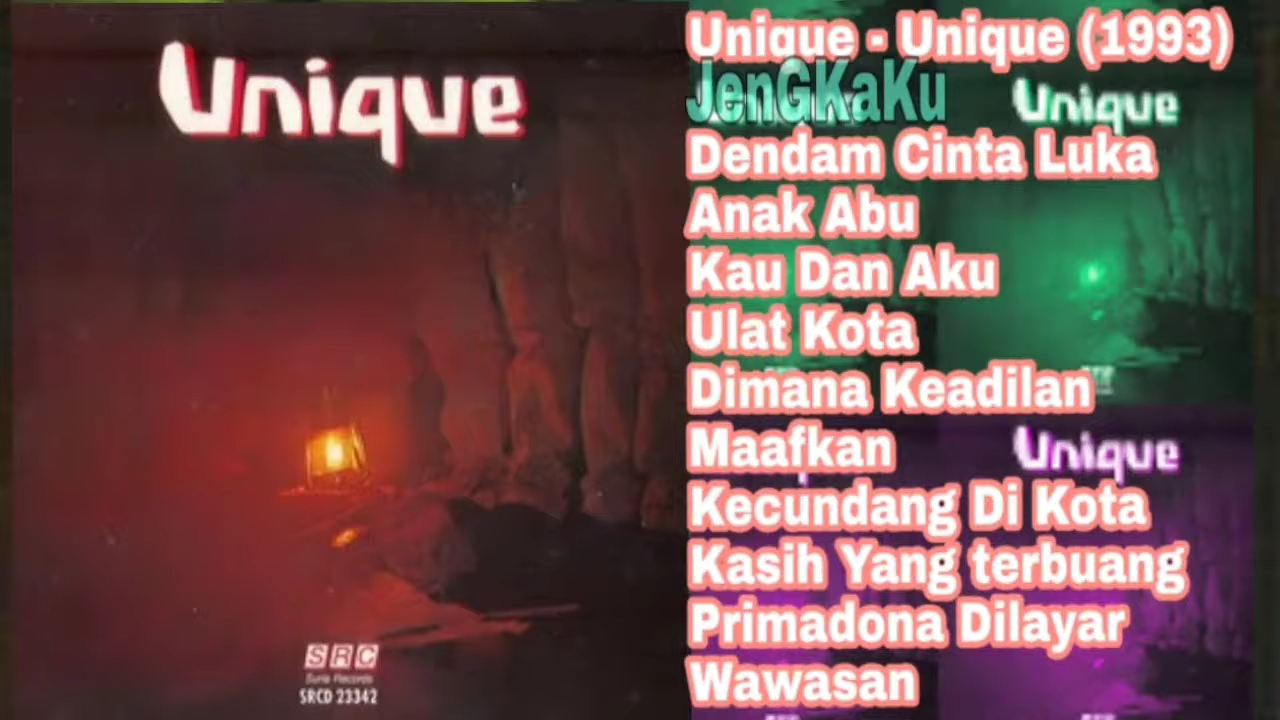 Unique
SRC
Suria Records
SRCD 23342
Unique - Unique (1993)
JenGKaKu
Unique
Dendam Cinta Luka
Anak Abu
Kau Dan Aku
Ulat Kota
Dimana Keadilan
Maafkan
Unique
Kecundang Di Kota
Kasih Yang terbuang
Primadona Dilayar
Wawasan